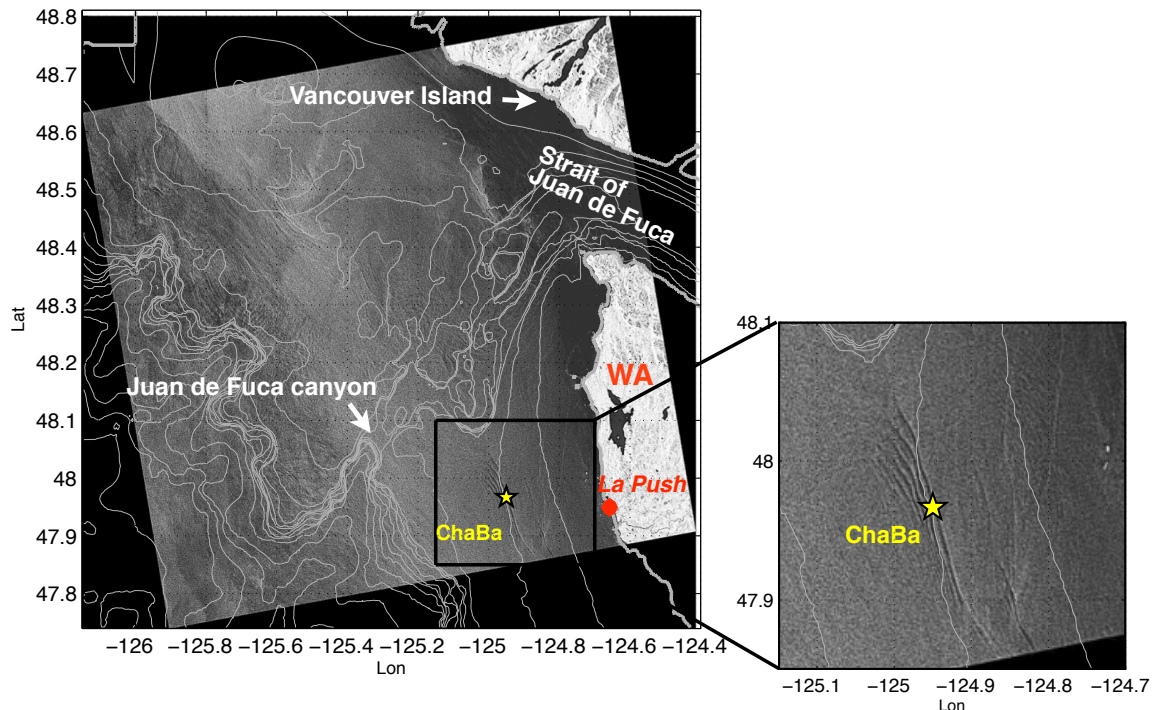 48.8
48.7
48.6
48.5
48.4
48.3
48.2
48.1
48
47.9
47.8
Lat
−126
−125.8
−125.6
−125.4
−125.2
−125
−124.8
−124.6
−124.4
Lon
Vancouver Island
Strait of
Juan de Fuca
Juan de Fuca canyon
WA
La Push
ChaBa
48.1
48
47.9
ChaBa
−125.1
−125
−124.9
−124.8
−124.7
Lon